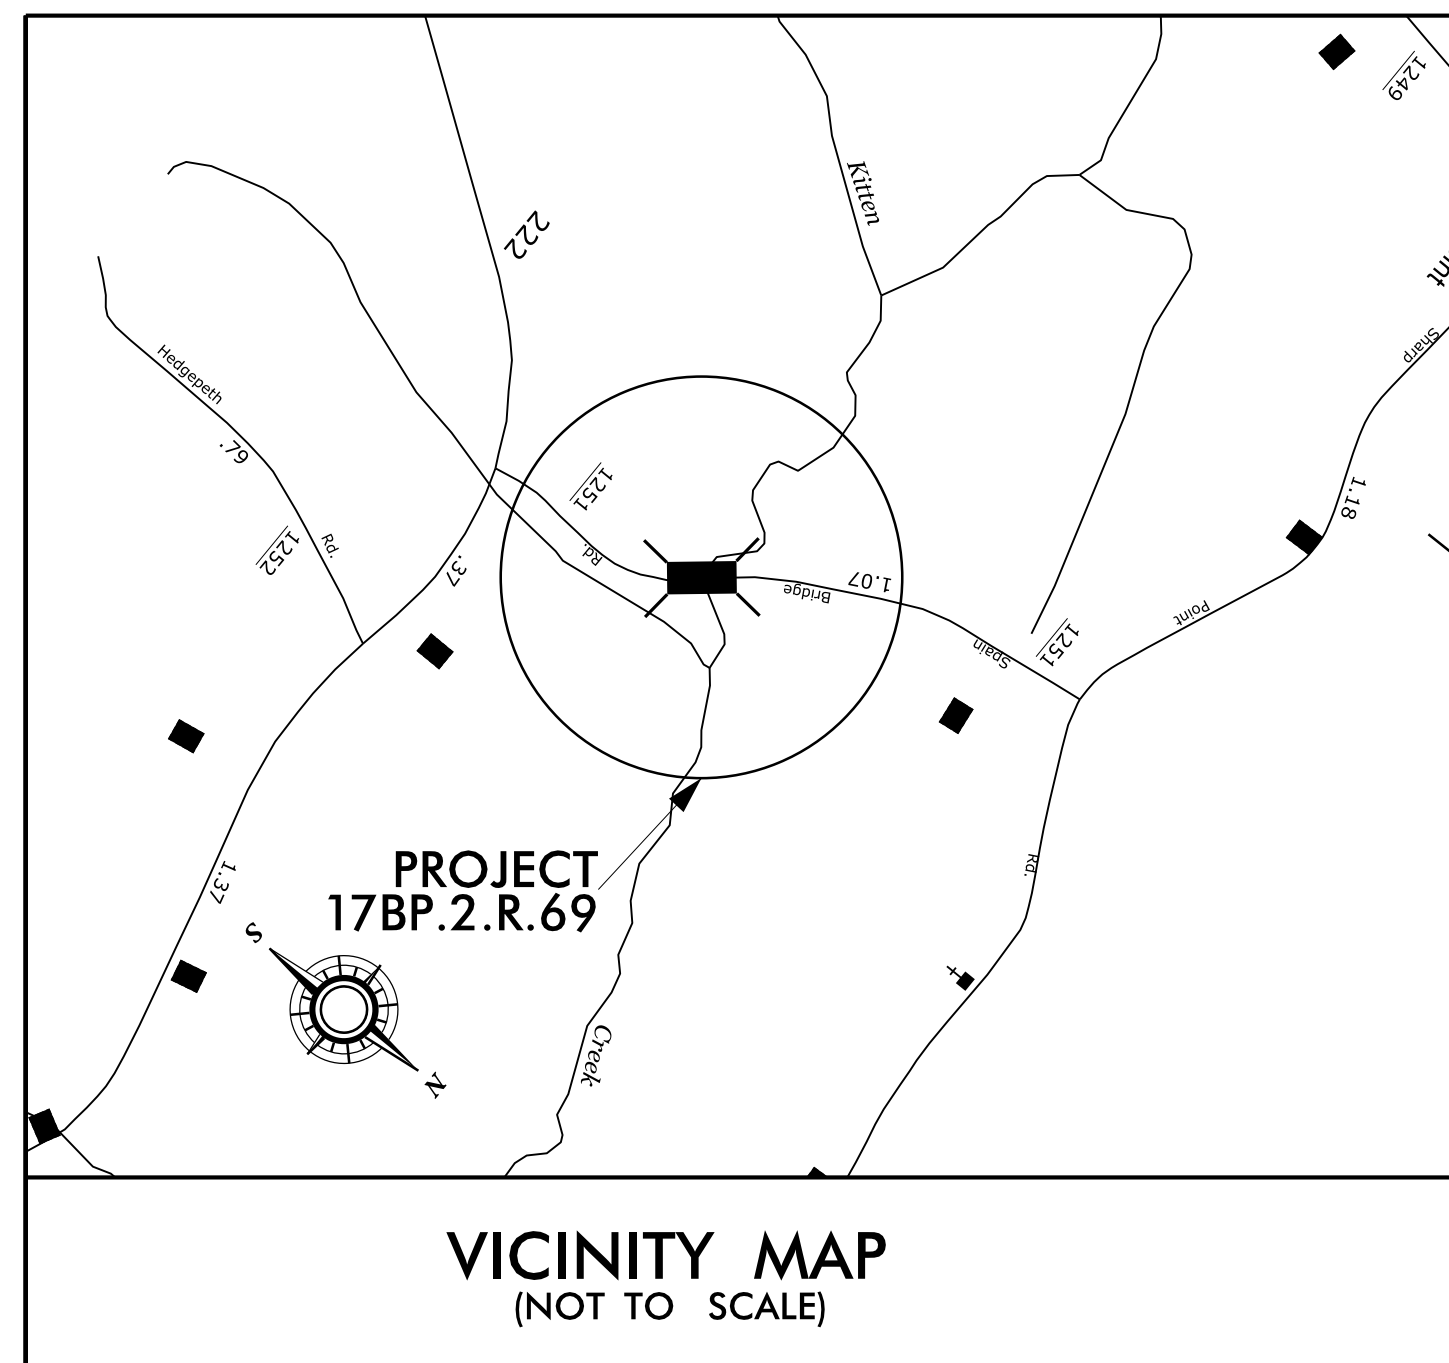 1249
Kitten
222
Sharp
Hedgepeth
.79
1251
1.18
1252
Rd.
Rd.
.37
1.07
Bridge
Point
Spain
1251
PROJECT
17BP.2.R.69
1.37
Rd.
S
N
Creek
VICINITY MAP
(NOT TO SCALE)